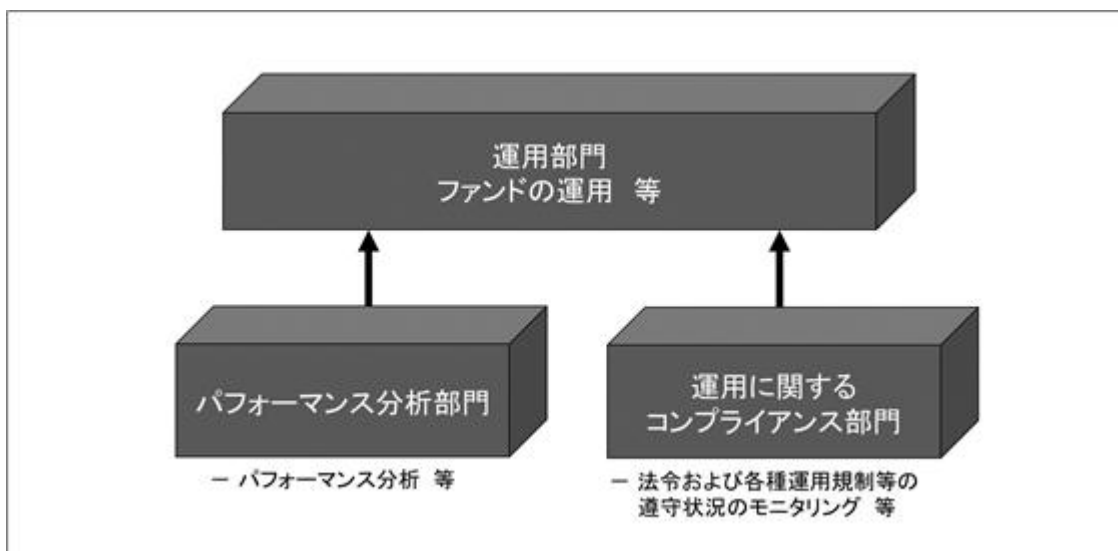 運用部門
ファンドの運用 等
パフォーマンス分析部門
－ パフォーマンス分析 等
運用に関する
コンプライアンス部門
－ 法令および各種運用規制等の
遵守状況のモニタリング 等